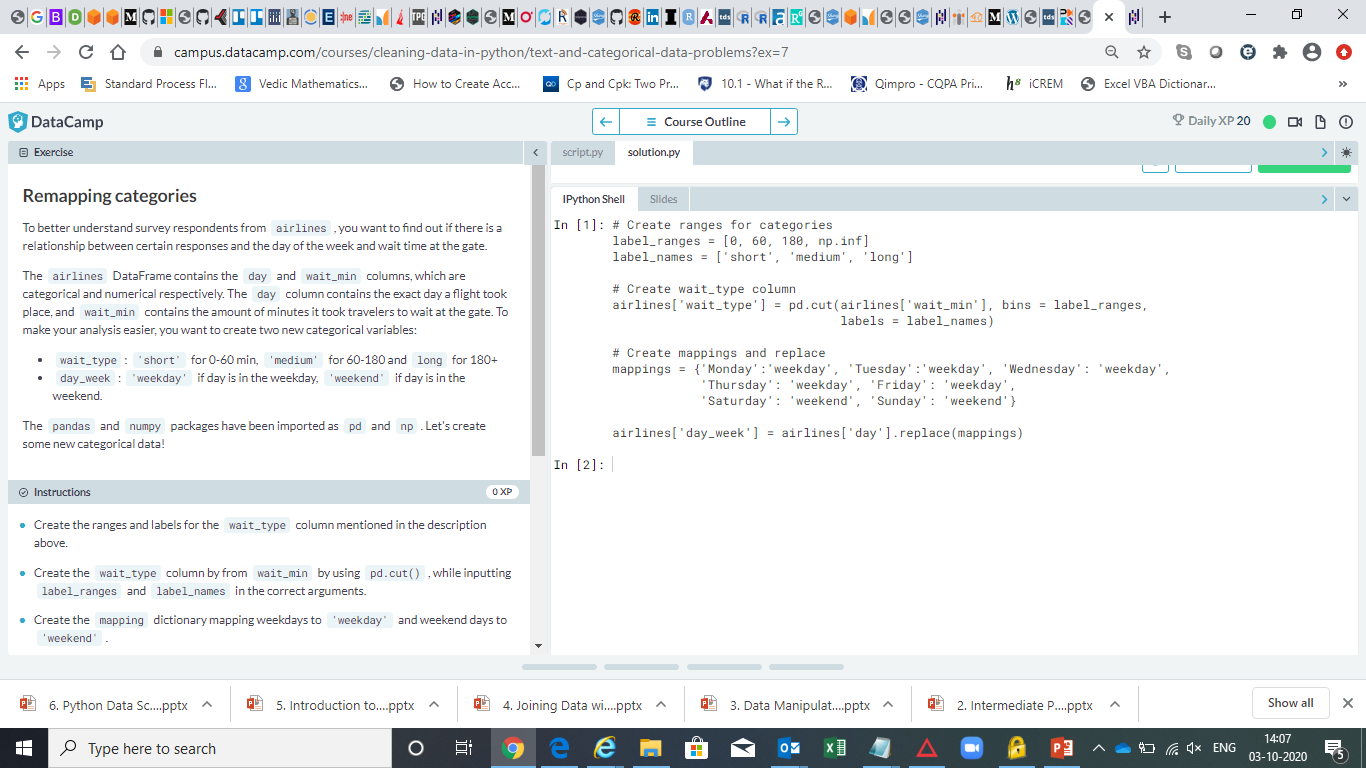 campus.datacamp.com/courses/cleaning-data-in-python/text-and-categorical-data-problems?ex=7
Apps Standard Process Fl... Vedic Mathematics... How to Create Acc... Cp and Cpk: Two Pr... 10.1 - What if the R... Qimpro - CQPA Pri... iCREM Excel VBA Dictionar... »
DataCamp
Course Outline
Daily XP 20
Exercise
script.py solution.py
Remapping categories
To better understand survey respondents from airlines , you want to find out if there is a
relationship between certain responses and the day of the week and wait time at the gate.
The airlines DataFrame contains the day and wait_min columns, which are
categorical and numerical respectively. The day column contains the exact day a flight took
place, and wait_min contains the amount of minutes it took travelers to wait at the gate. To
make your analysis easier, you want to create two new categorical variables:
• wait_type : 'short' for 0-60 min, 'medium' for 60-180 and long for 180+
• day_week : 'weekday' if day is in the weekday, 'weekend' if day is in the
weekend.
The pandas and numpy packages have been imported as pd and np . Let's create
some new categorical data!
Instructions
0 XP
• Create the ranges and labels for the wait_type column mentioned in the description
above.
• Create the wait_type column by from wait_min by using pd.cut() , while inputting
label_ranges and label_names in the correct arguments.
• Create the mapping dictionary mapping weekdays to 'weekday' and weekend days to
'weekend' .
IPython Shell Slides
In [1]: # Create ranges for categories
label_ranges = [0, 60, 180, np.inf]
label_names = ['short', 'medium', 'long']
# Create wait_type column
airlines['wait_type'] = pd.cut(airlines['wait_min'], bins = label_ranges,
labels = label_names)
# Create mappings and replace
mappings = {'Monday':'weekday', 'Tuesday':'weekday', 'Wednesday': 'weekday',
'Thursday': 'weekday', 'Friday': 'weekday',
'Saturday': 'weekend', 'Sunday': 'weekend'}
airlines['day_week'] = airlines['day'].replace(mappings)
In [2]:
6. Python Data Sc....pptx 5. Introduction to....pptx 4. Joining Data wi....pptx 3. Data Manipulat....pptx 2. Intermediate P....pptx Show all
Type here to search
ENG
14:07
03-10-2020
5